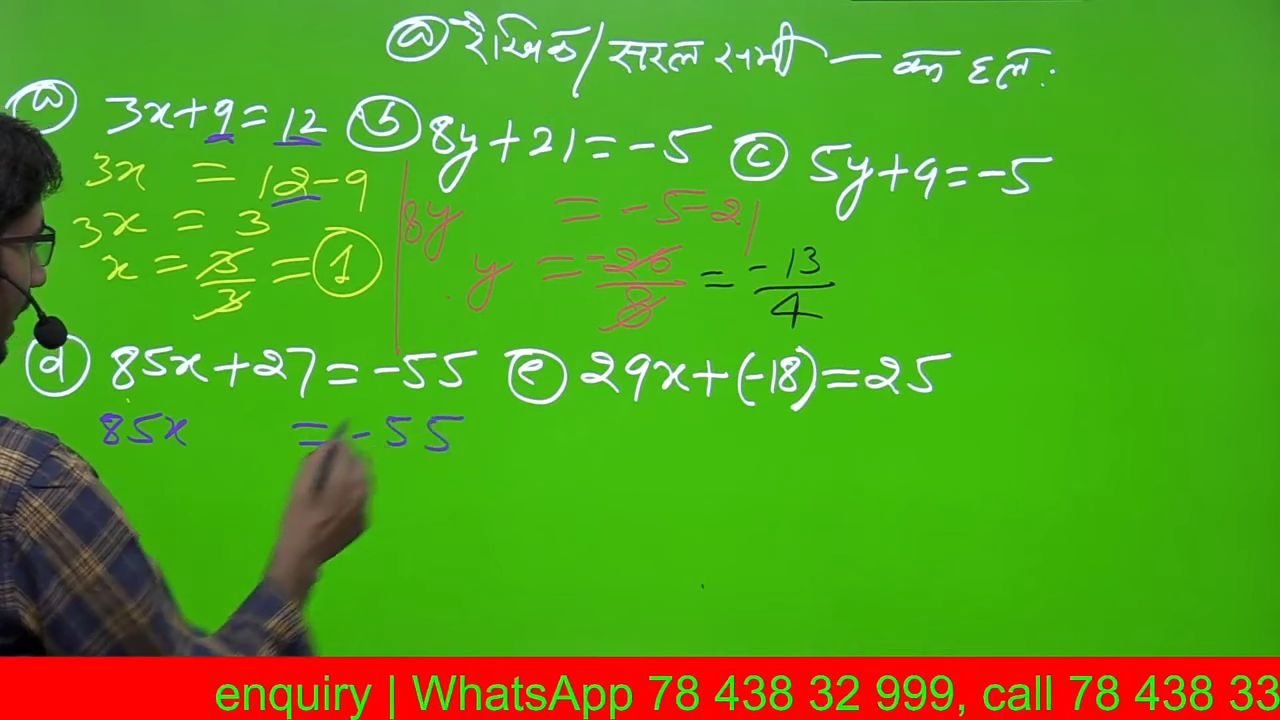 (a) रैखिक/सरल समी – का हल:
(a) 3x+9=12 (b) 8y+21=-5 (c) 5y+9=-5
3x = 12-9
3x = 3
x = 3/3 = 1
8y = -5-21
y = -26/8 = -13/4
(d) 85x+27=-55 (e) 29x+(-18)=25
85x = -55
enquiry | WhatsApp 78 438 32 999, call 78 438 33